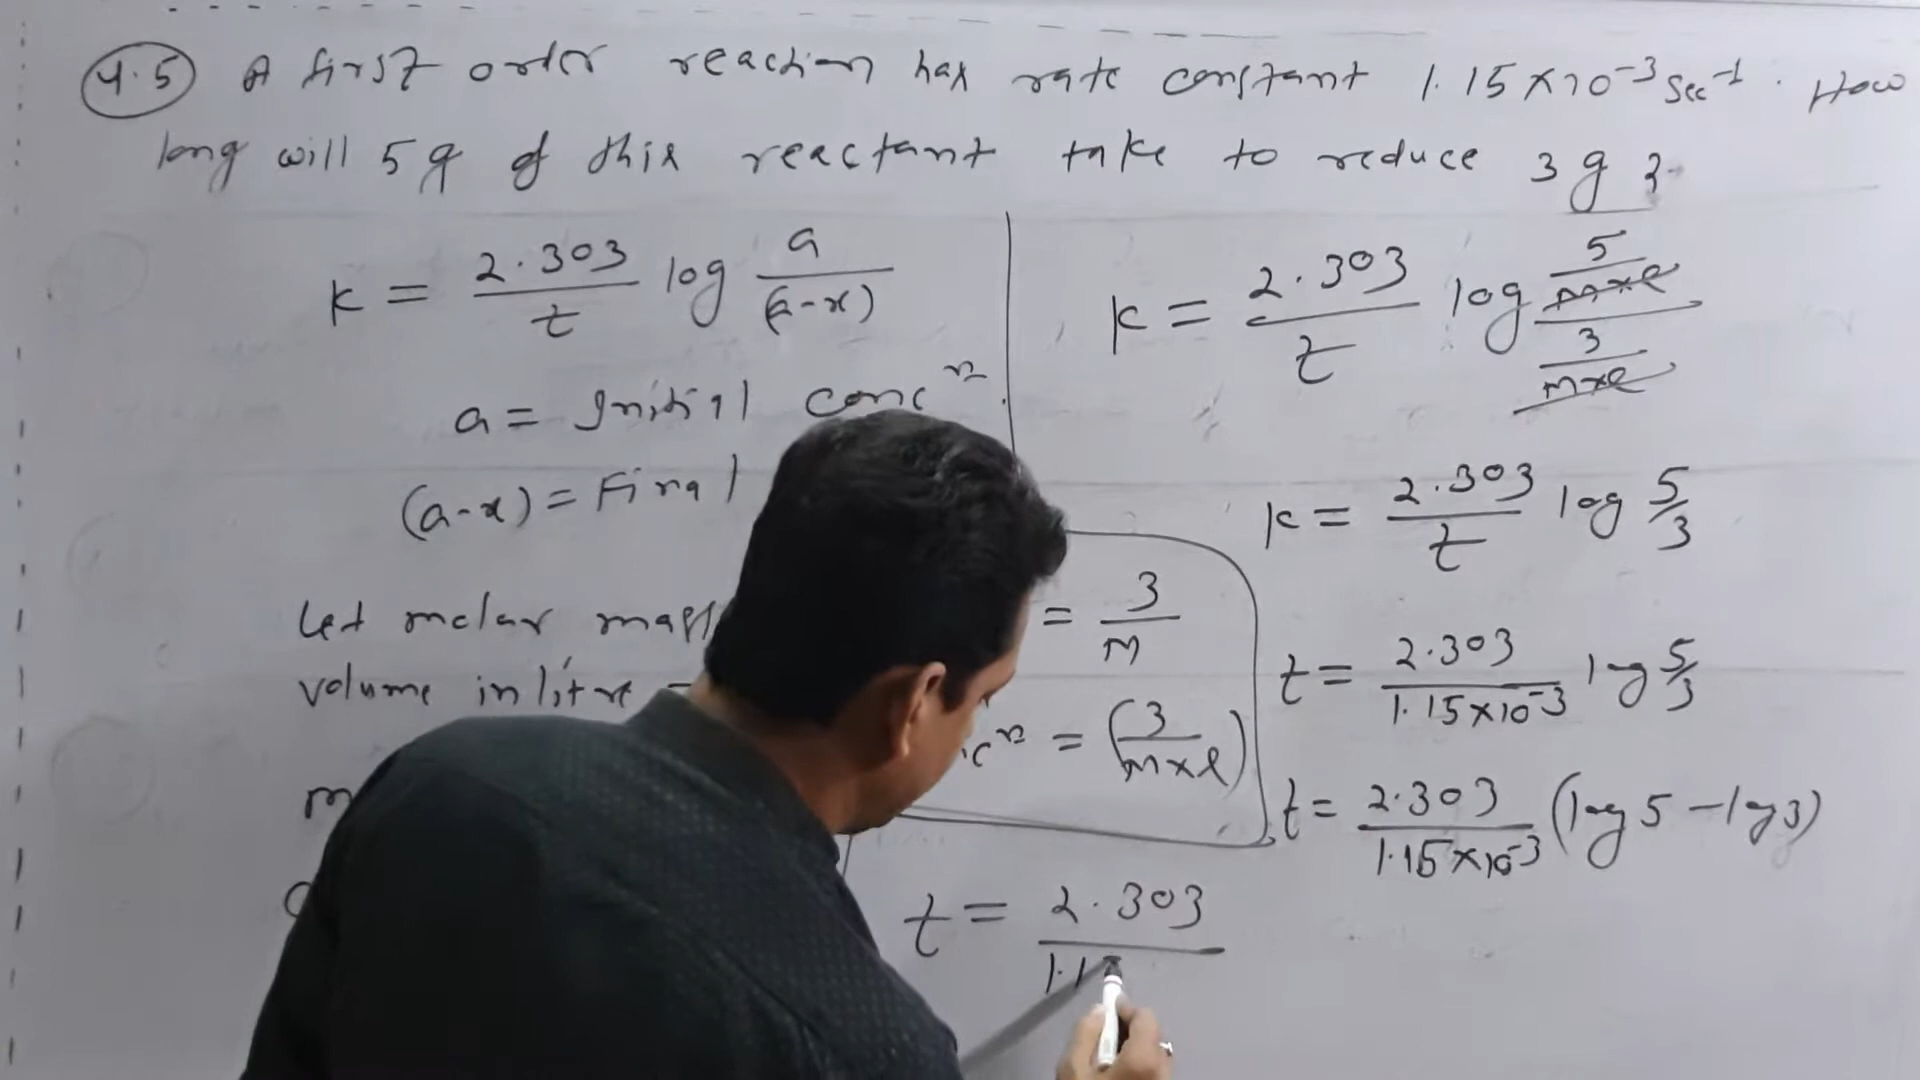 4.5 A first order reaction has rate constant 1.15×10⁻³ sec⁻¹. How
long will 5g of this reactant take to reduce 3g ?
k = 2.303/t log a/(a-x)
a = Initial concⁿ.
(a-x) = Final
Let molar mass
volume in litre
m
= 3/m
cⁿ = (3/m×l)
k = 2.303/t log (5/m×l)/(3/m×l)
k = 2.303/t log 5/3
t = 2.303/1.15×10⁻³ log 5/3
t = 2.303/1.15×10⁻³ (log 5 - log 3)
t = 2.303/1.1